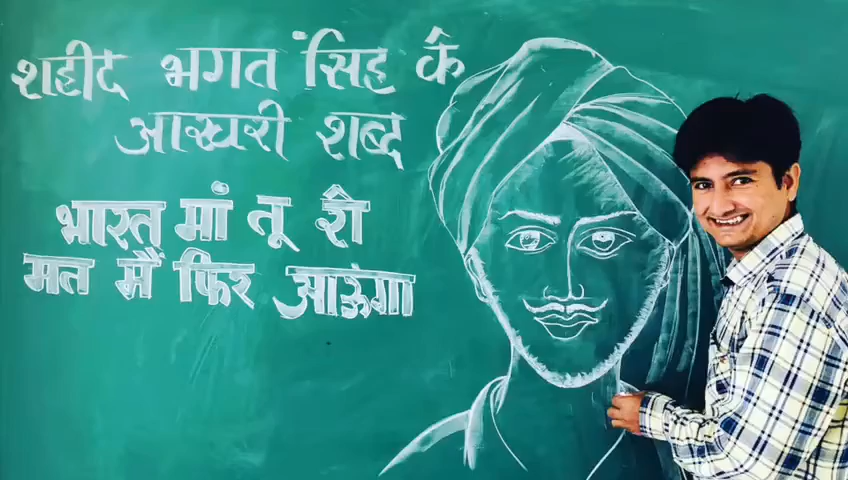 शहीद भगत सिंह के
आखरी शब्द
भारत मां तू रो
मत मैं फिर आऊंगा